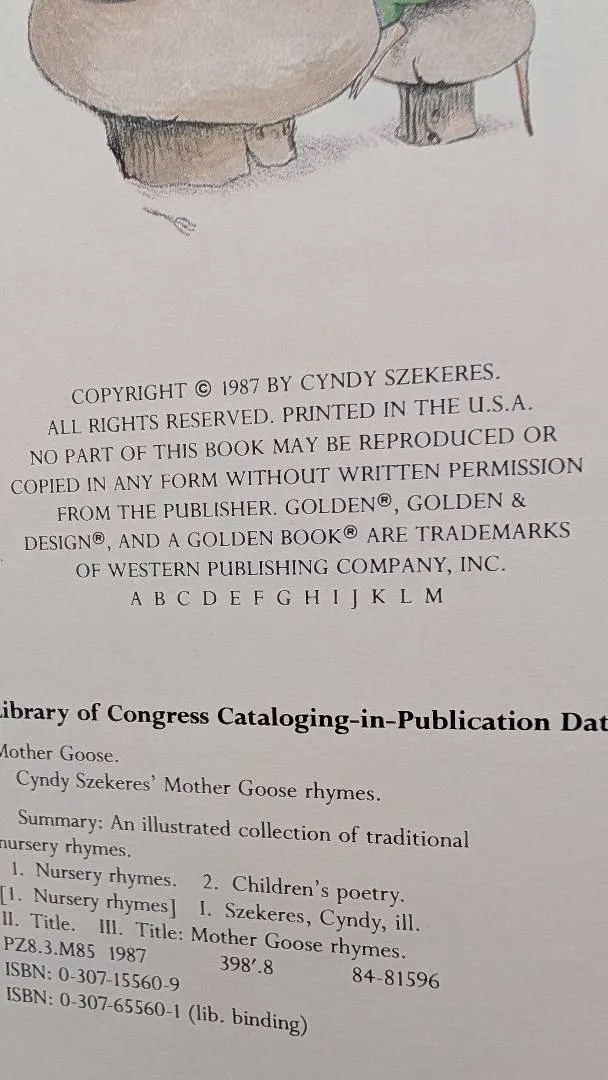 COPYRIGHT © 1987 BY CYNDY SZEKERES.
ALL RIGHTS RESERVED. PRINTED IN THE U.S.A.
NO PART OF THIS BOOK MAY BE REPRODUCED OR
COPIED IN ANY FORM WITHOUT WRITTEN PERMISSION
FROM THE PUBLISHER. GOLDEN®, GOLDEN &
DESIGN®, AND A GOLDEN BOOK® ARE TRADEMARKS
OF WESTERN PUBLISHING COMPANY, INC.
A B C D E F G H I J K L M
Library of Congress Cataloging-in-Publication Dat
Mother Goose.
Cyndy Szekeres' Mother Goose rhymes.
Summary: An illustrated collection of traditional
nursery rhymes.
1. Nursery rhymes. 2. Children's poetry.
[1. Nursery rhymes] I. Szekeres, Cyndy, ill.
II. Title. III. Title: Mother Goose rhymes.
PZ8.3.M85 1987 398'.8 84-81596
ISBN: 0-307-15560-9
ISBN: 0-307-65560-1 (lib. binding)